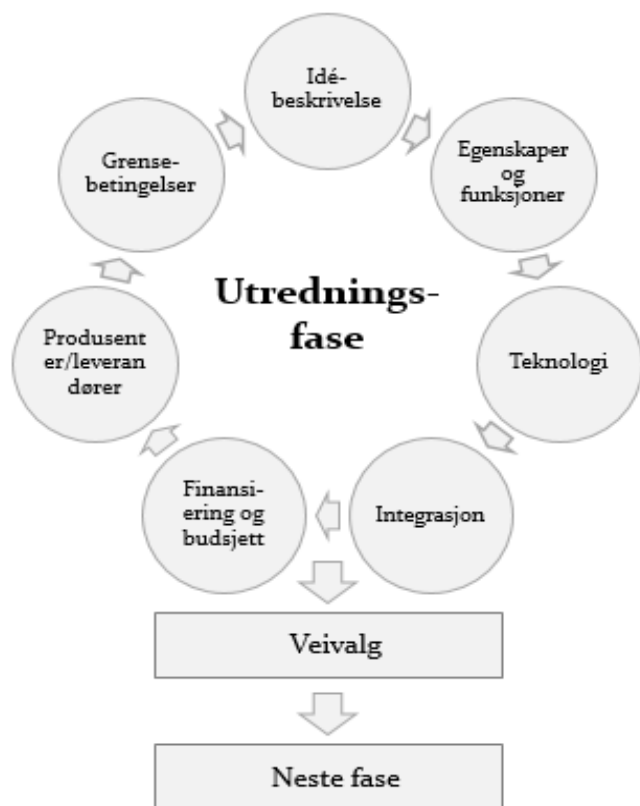 Idé-
beskrivelse
Egenskaper
og
funksjoner
Teknologi
Integrasjon
Finansi-
ering og
budsjett
Produsent
er/leveran
dører
Grense-
betingelser
Utrednings-
fase
Veivalg
Neste fase